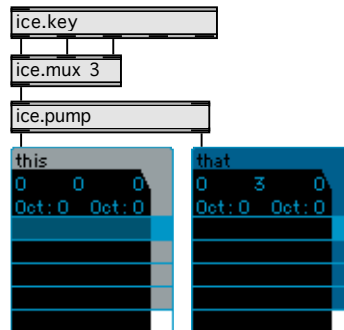 ice.key
ice.mux 3
ice.pump
this that
0 0 0 0 3 0
Oct:0 Oct:0 Oct:0 Oct:0